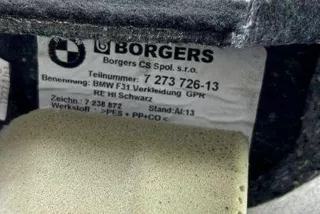 BORGERS
Borgers CS Spol. s.r.o.
Teilnummer: 7 273 726-13
Benennung: BMW F31 Verkleidung GPR
RE HI Schwarz
Zeichn.: 7 238 872 Stand: AI:13
Werkstoff : >PES + PP+CO<